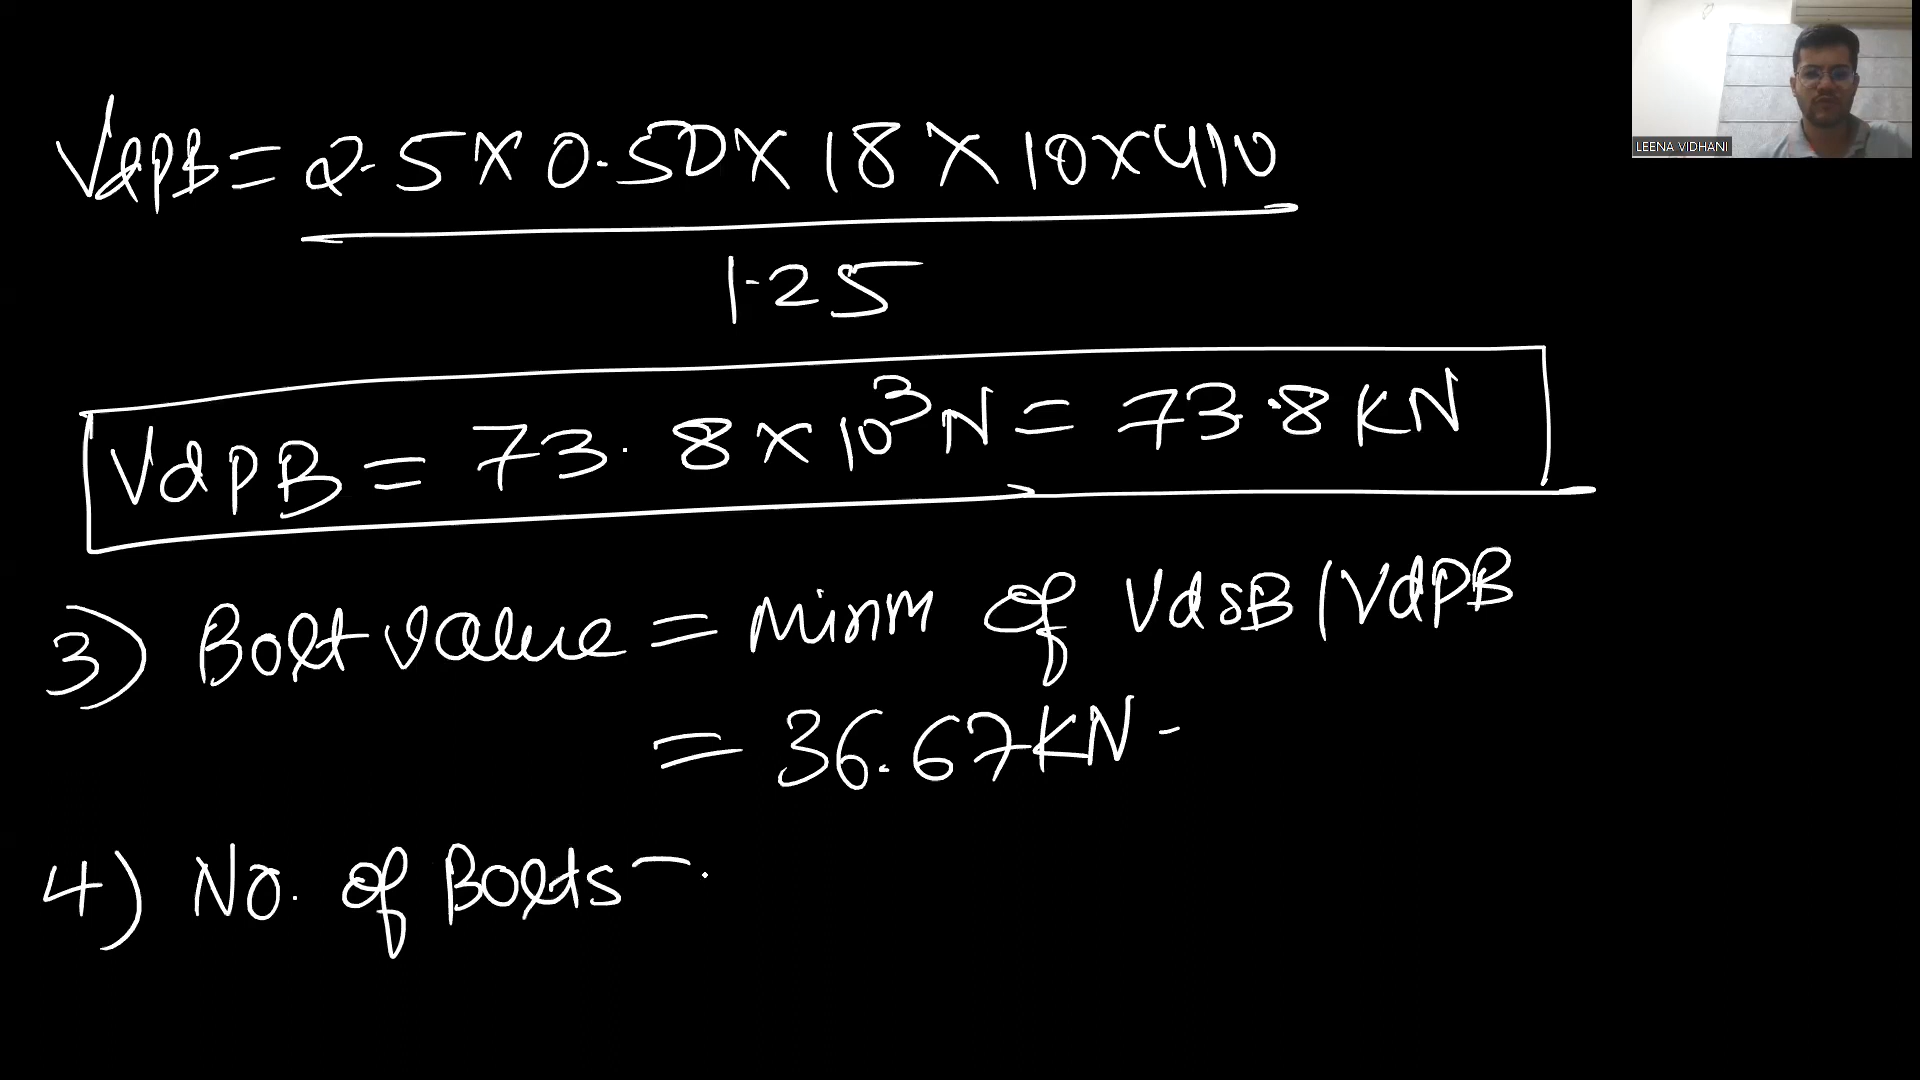 LEENA VIDHANI
VdPB = 2.5 X 0.50 X 18 X 10 X 410
1.25
VdPB = 73.8 X 10³ N = 73.8 KN
3) Bolt value = Minm of VdSB / VdPB
= 36.67 KN -
4) No. of Bolts -